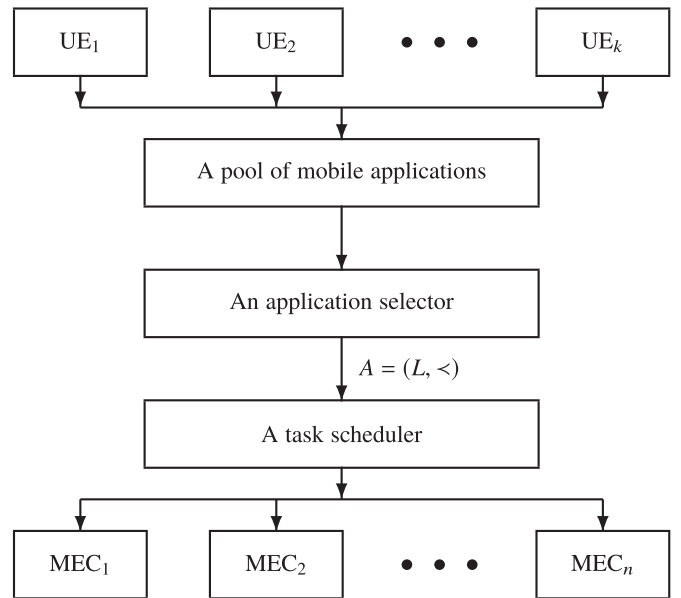 UE₁ UE₂ • • • UEₖ
A pool of mobile applications
An application selector
A = (L, ≺)
A task scheduler
MEC₁ MEC₂ • • • MECₙ